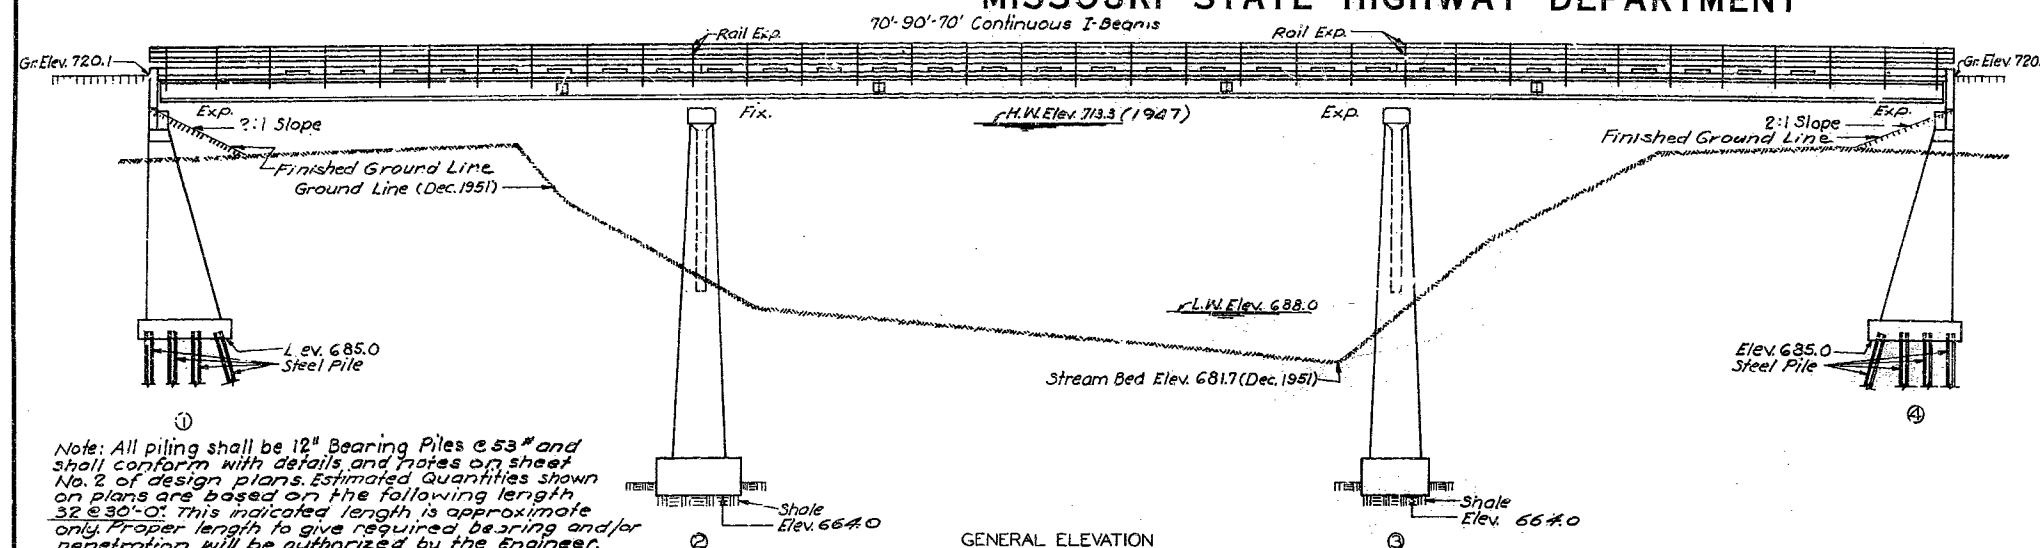 MISSOURI STATE HIGHWAY DEPARTMENT
70'-90'-70' Continuous I-Beams
Rail Exp.
Rail Exp.
Gr. Elev. 720.1
Gr. Elev. 720.
Exp.
Fix.
H.W. Elev. 713.3 (1947)
Exp.
Exp.
2:1 Slope
2:1 Slope
Finished Ground Line
Finished Ground Line
Ground Line (Dec. 1951)
L.W. Elev. 688.0
Elev. 685.0
Steel Pile
Elev. 685.0
Steel Pile
Stream Bed Elev. 681.7 (Dec. 1951)
①
④
Note: All piling shall be 12" Bearing Piles @ 53# and
shall conform with details and notes on sheet
No. 2 of design plans. Estimated Quantities shown
on plans are based on the following length
32 @ 30'-0". This indicated length is approximate
only. Proper length to give required bearing and/or
penetration will be authorized by the Engineer.
Shale
Elev. 664.0
Shale
Elev. 664.0
②
GENERAL ELEVATION
③